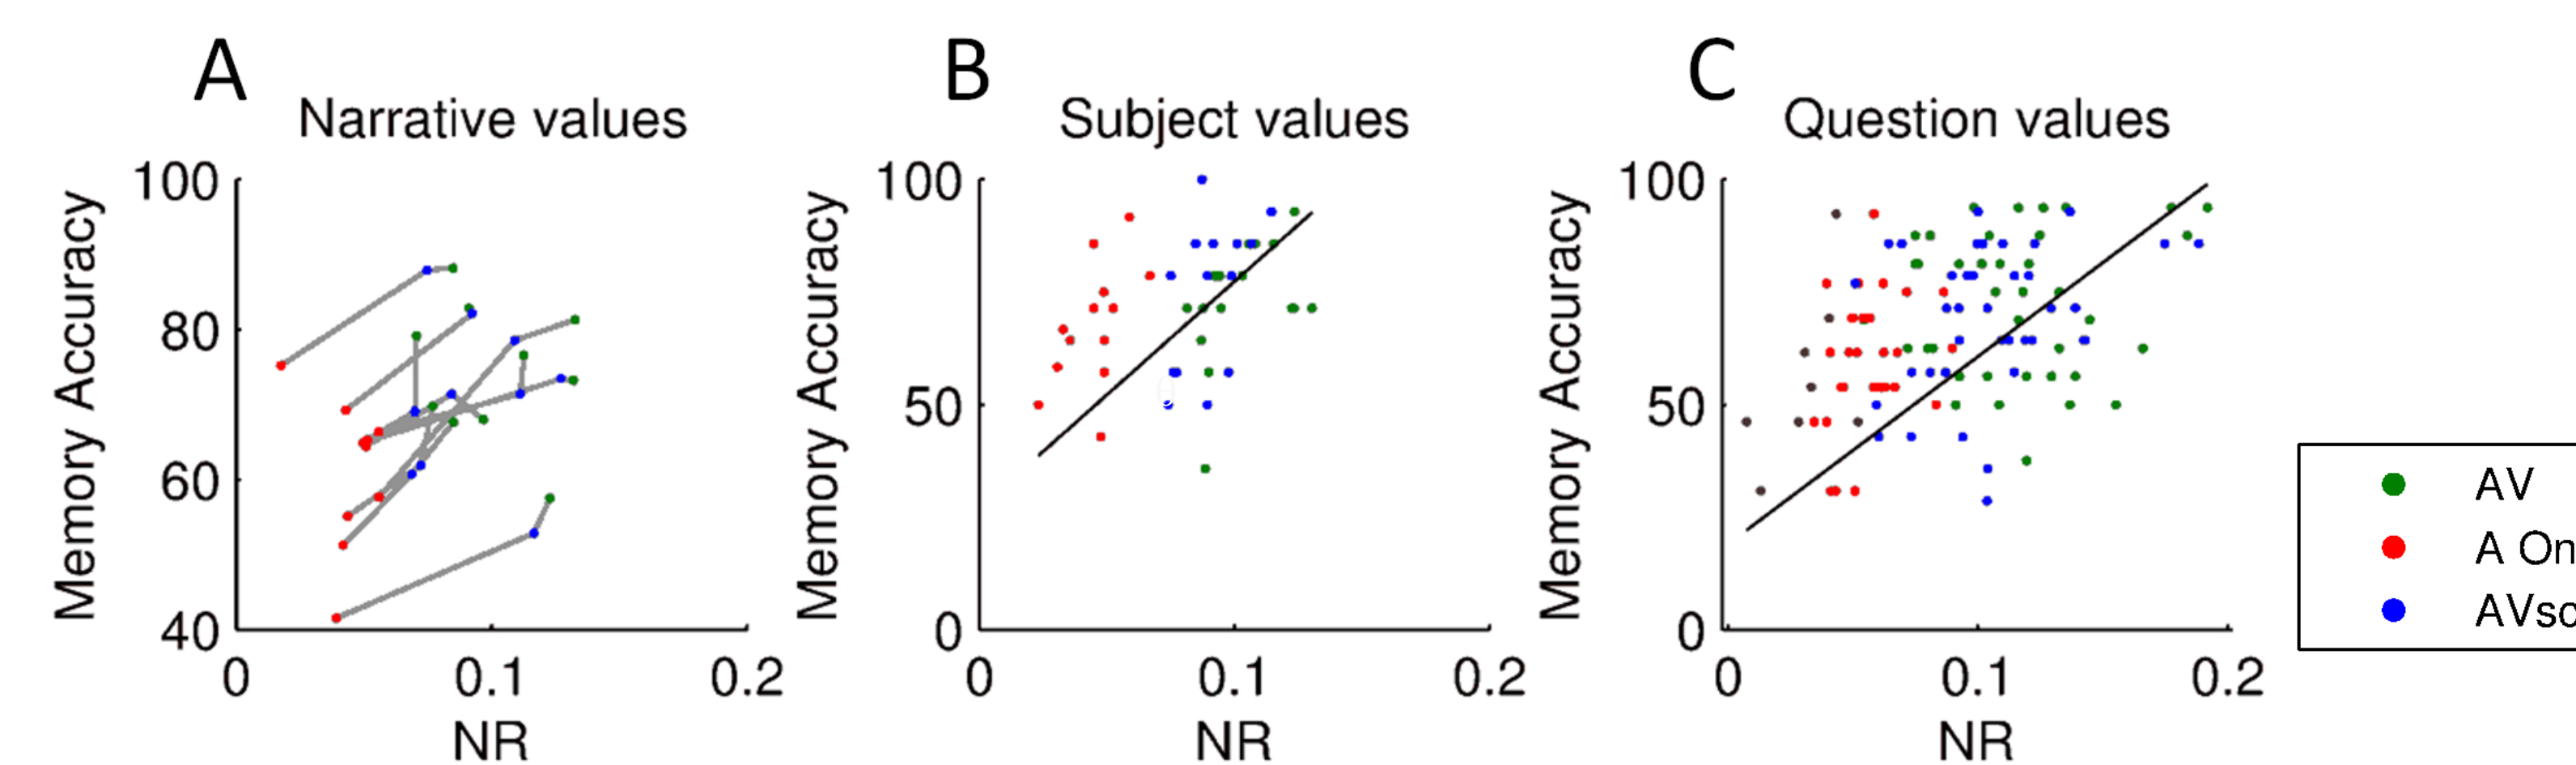 A
Narrative values
100
80
60
40
0
0.1
0.2
Memory Accuracy
NR
B
Subject values
100
50
0
0
0.1
0.2
Memory Accuracy
NR
C
Question values
100
50
0
0
0.1
0.2
Memory Accuracy
NR
AV
A On
AVsc